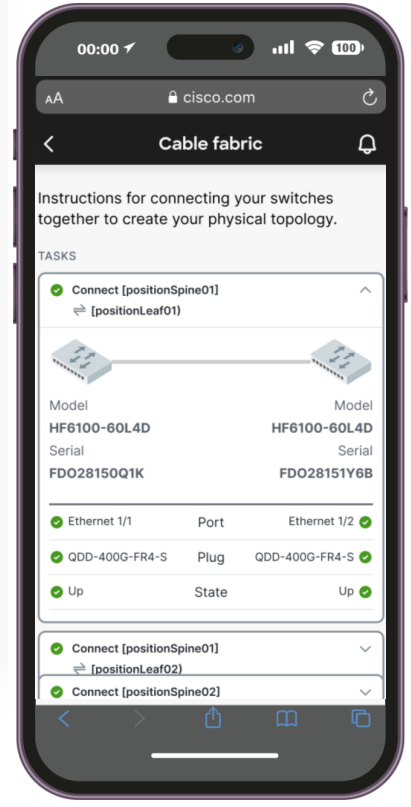 00:00
100
AA
cisco.com
Cable fabric
Instructions for connecting your switches
together to create your physical topology.
TASKS
Connect [positionSpine01]
⇌ [positionLeaf01)
Model Model
HF6100-60L4D HF6100-60L4D
Serial Serial
FDO28150Q1K FDO28151Y6B
Ethernet 1/1 Port Ethernet 1/2
QDD-400G-FR4-S Plug QDD-400G-FR4-S
Up State Up
Connect [positionSpine01]
⇌ [positionLeaf02)
Connect [positionSpine02]